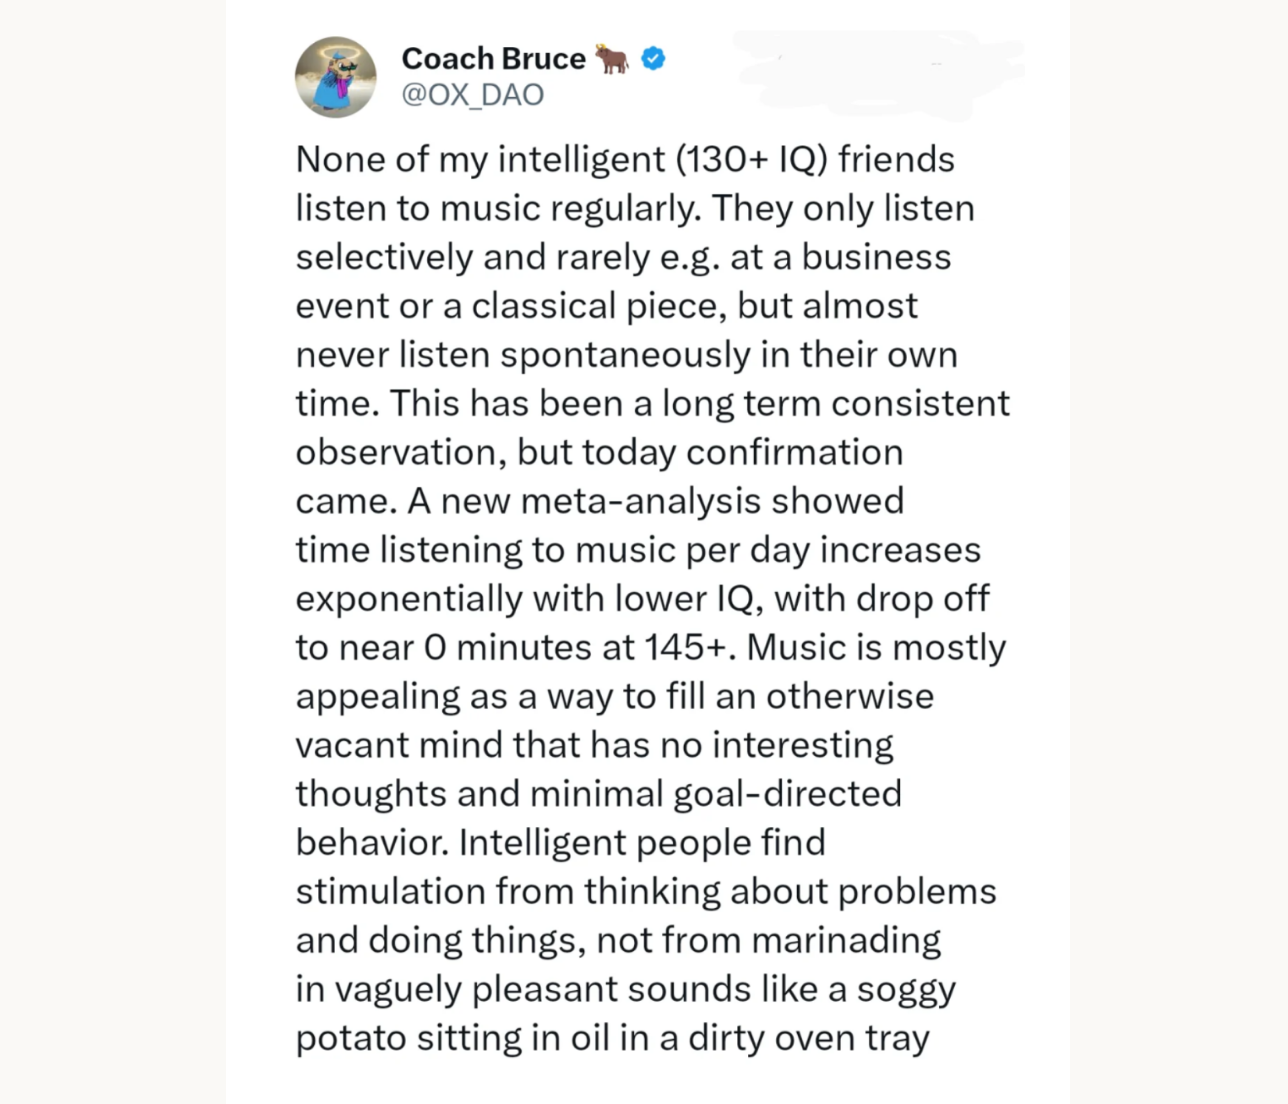 Coach Bruce 🐂
@OX_DAO
None of my intelligent (130+ IQ) friends
listen to music regularly. They only listen
selectively and rarely e.g. at a business
event or a classical piece, but almost
never listen spontaneously in their own
time. This has been a long term consistent
observation, but today confirmation
came. A new meta-analysis showed
time listening to music per day increases
exponentially with lower IQ, with drop off
to near 0 minutes at 145+. Music is mostly
appealing as a way to fill an otherwise
vacant mind that has no interesting
thoughts and minimal goal-directed
behavior. Intelligent people find
stimulation from thinking about problems
and doing things, not from marinading
in vaguely pleasant sounds like a soggy
potato sitting in oil in a dirty oven tray